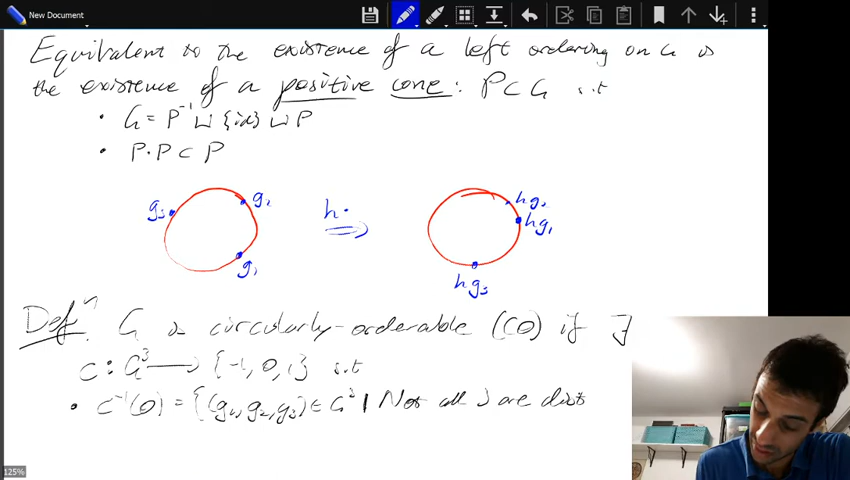 New Document
Equivalent to the existence of a left ordering on G is
the existence of a positive cone: P ⊂ G s.t
• G = P⁻¹ ⊔ {id} ⊔ P
• P·P ⊂ P
g₃ g₂ h· hg₂
hg₁
g₁ hg₃
Def: G is circularly-orderable (CO) if ∃
c: G³ → {-1, 0, 1} s.t
• c⁻¹(0) = {(g₁, g₂, g₃) ∈ G³ | Not all 3 are dist
125%